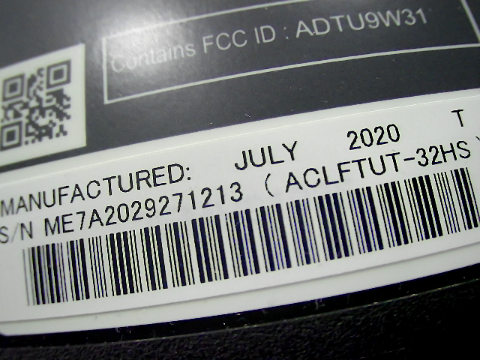 Contains FCC ID : ADTU9W31
MANUFACTURED: JULY 2020 T
S/N ME7A2029271213 ( ACLFTUT-32HS )